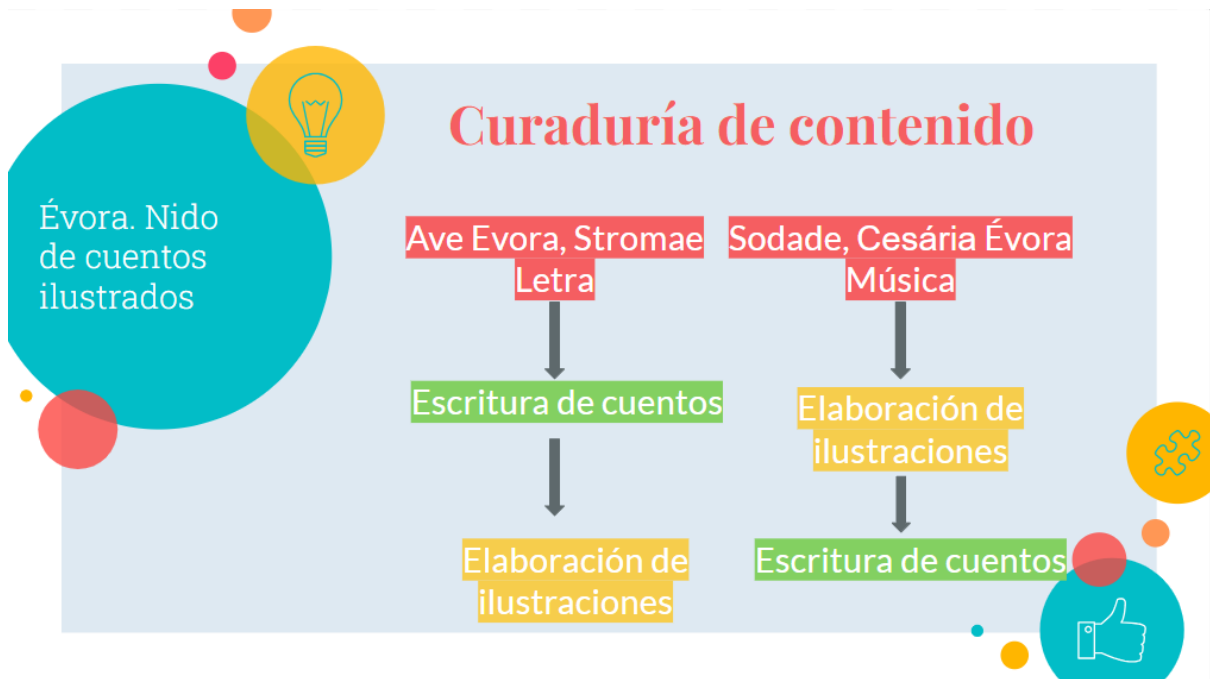 Curaduría de contenido
Évora. Nido
de cuentos
ilustrados
Ave Evora, Stromae
Letra
Escritura de cuentos
Elaboración de
ilustraciones
Sodade, Cesária Évora
Música
Elaboración de
ilustraciones
Escritura de cuentos